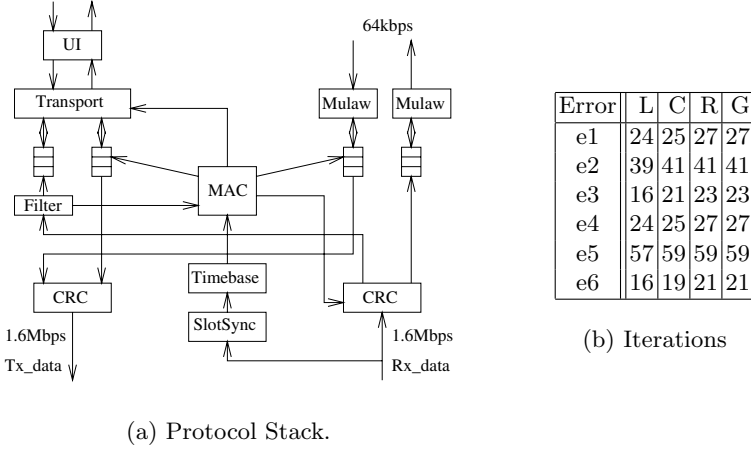 UI
64kbps
Transport
Mulaw Mulaw
MAC
Filter
Timebase
CRC CRC
SlotSync
1.6Mbps 1.6Mbps
Tx_data Rx_data
(a) Protocol Stack.
Error L C R G
e1 24 25 27 27
e2 39 41 41 41
e3 16 21 23 23
e4 24 25 27 27
e5 57 59 59 59
e6 16 19 21 21
(b) Iterations